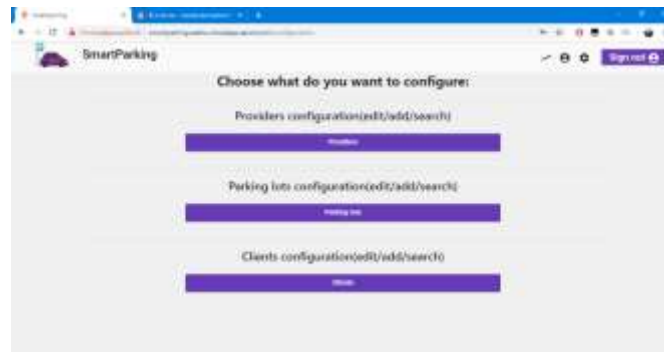 SmartParking
Sign out
Choose what do you want to configure:
Providers configuration(edit/add/search)
Providers
Parking lots configuration(edit/add/search)
Parking lots
Clients configuration(edit/add/search)
Clients